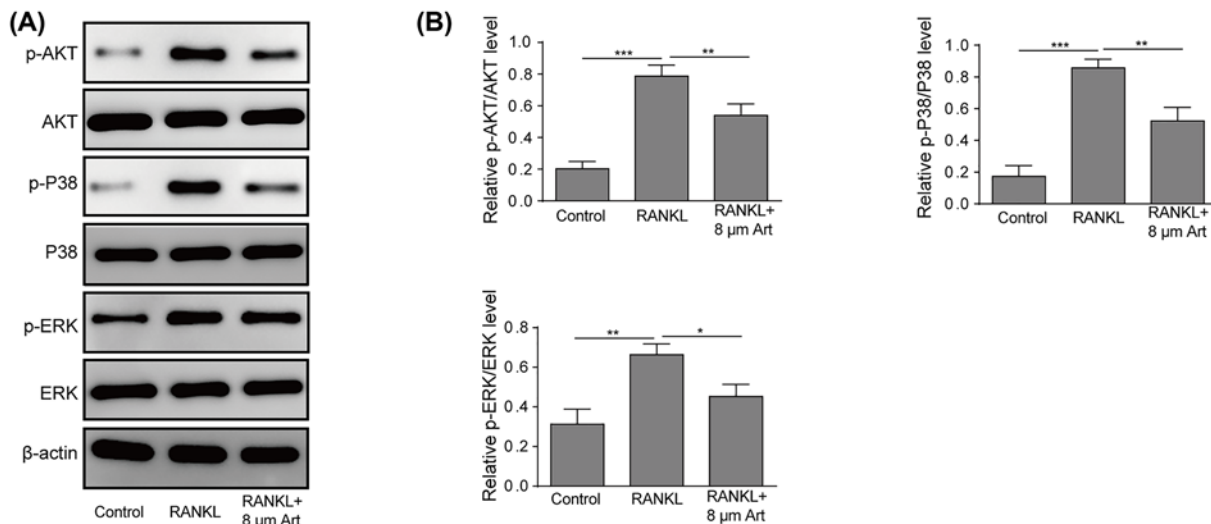 (A)
p-AKT
AKT
p-P38
P38
p-ERK
ERK
β-actin
Control RANKL RANKL+
8 µm Art
(B)
Relative p-AKT/AKT level
1.0
0.8
0.6
0.4
0.2
0.0
*** **
Control RANKL RANKL+
8 µm Art
Relative p-P38/P38 level
1.0
0.8
0.6
0.4
0.2
0.0
*** **
Control RANKL RANKL+
8 µm Art
Relative p-ERK/ERK level
0.8
0.6
0.4
0.2
0.0
** *
Control RANKL RANKL+
8 µm Art